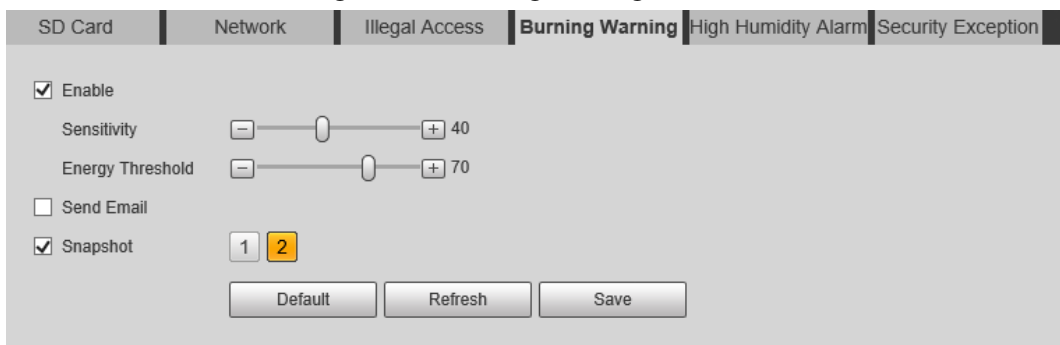 SD Card Network Illegal Access Burning Warning High Humidity Alarm Security Exception
Enable
Sensitivity 40
Energy Threshold 70
Send Email
Snapshot 1 2
Default Refresh Save